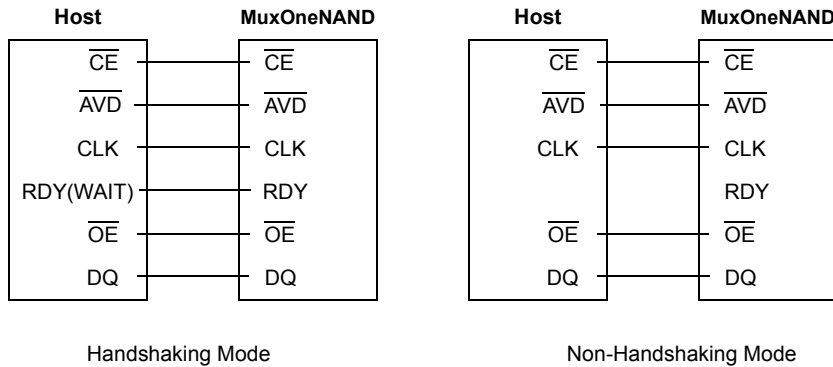 Host MuxOneNAND Host MuxOneNAND
CE CE CE CE
AVD AVD AVD AVD
CLK CLK CLK CLK
RDY(WAIT) RDY RDY
OE OE OE OE
DQ DQ DQ DQ
Handshaking Mode Non-Handshaking Mode